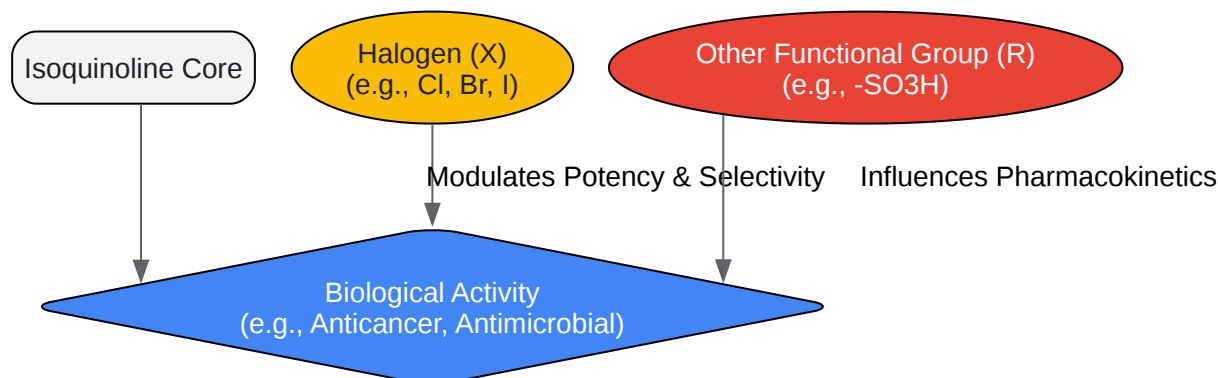 Isoquinoline Core
Halogen (X)
(e.g., Cl, Br, I)
Other Functional Group (R)
(e.g., -SO3H)
Modulates Potency & Selectivity
Influences Pharmacokinetics
Biological Activity
(e.g., Anticancer, Antimicrobial)